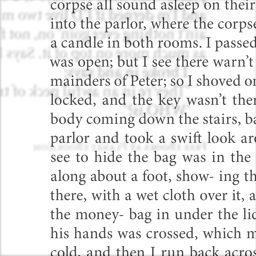 corpse all sound asleep on their
into the parlor, where the corpse
a candle in both rooms. I passed
was open; but I see there warn't
mainders of Peter; so I shoved on
locked, and the key wasn't ther
body coming down the stairs, ba
parlor and took a swift look aro
see to hide the bag was in the
along about a foot, show- ing th
there, with a wet cloth over it, a
the money- bag in under the lid
his hands was crossed, which m
cold, and then I run back acros